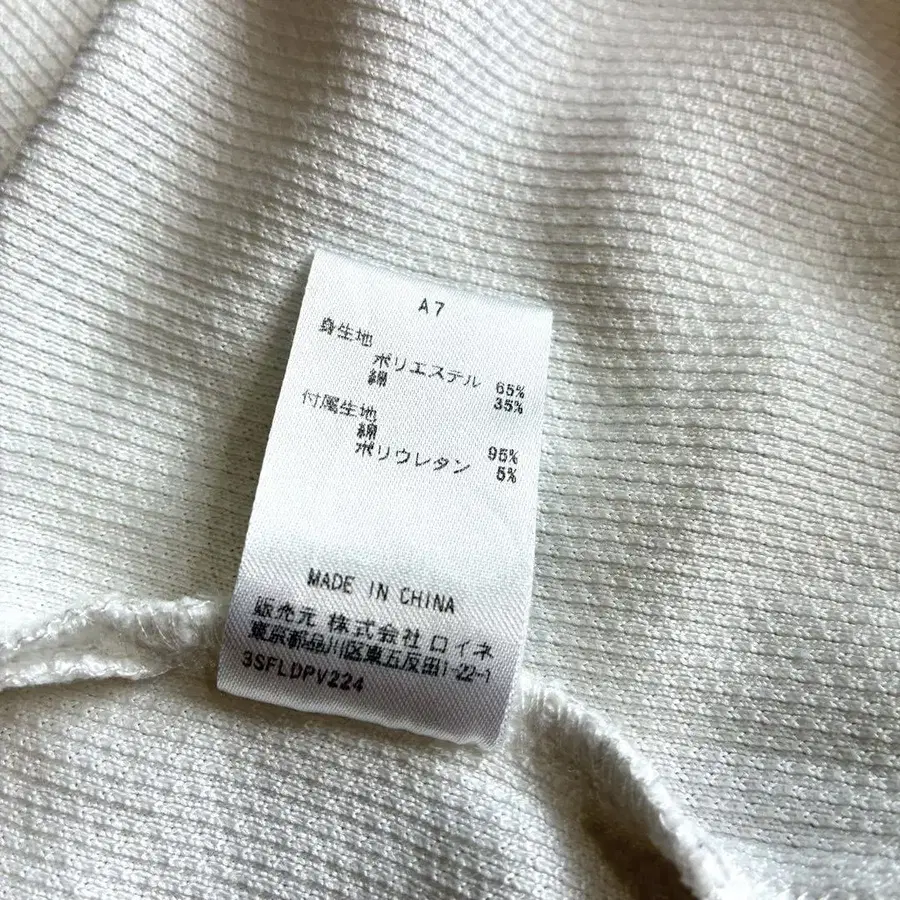 A7
身生地
ポリエステル 65%
綿 35%
付属生地
綿 95%
ポリウレタン 5%
MADE IN CHINA
販売元 株式会社 ロイネ
東京都品川区東五反田1-22-1
3SFLDPV224